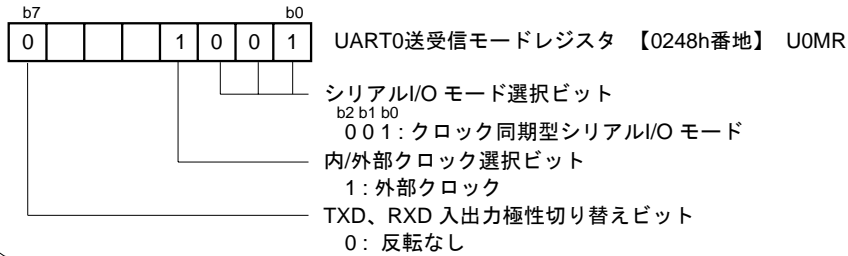 b7 b0
0 1 0 0 1 UART0送受信モードレジスタ 【0248h番地】 U0MR
シリアルI/O モード選択ビット
b2 b1 b0
0 0 1 : クロック同期型シリアルI/O モード
内/外部クロック選択ビット
1 : 外部クロック
TXD、RXD 入出力極性切り替えビット
0 : 反転なし